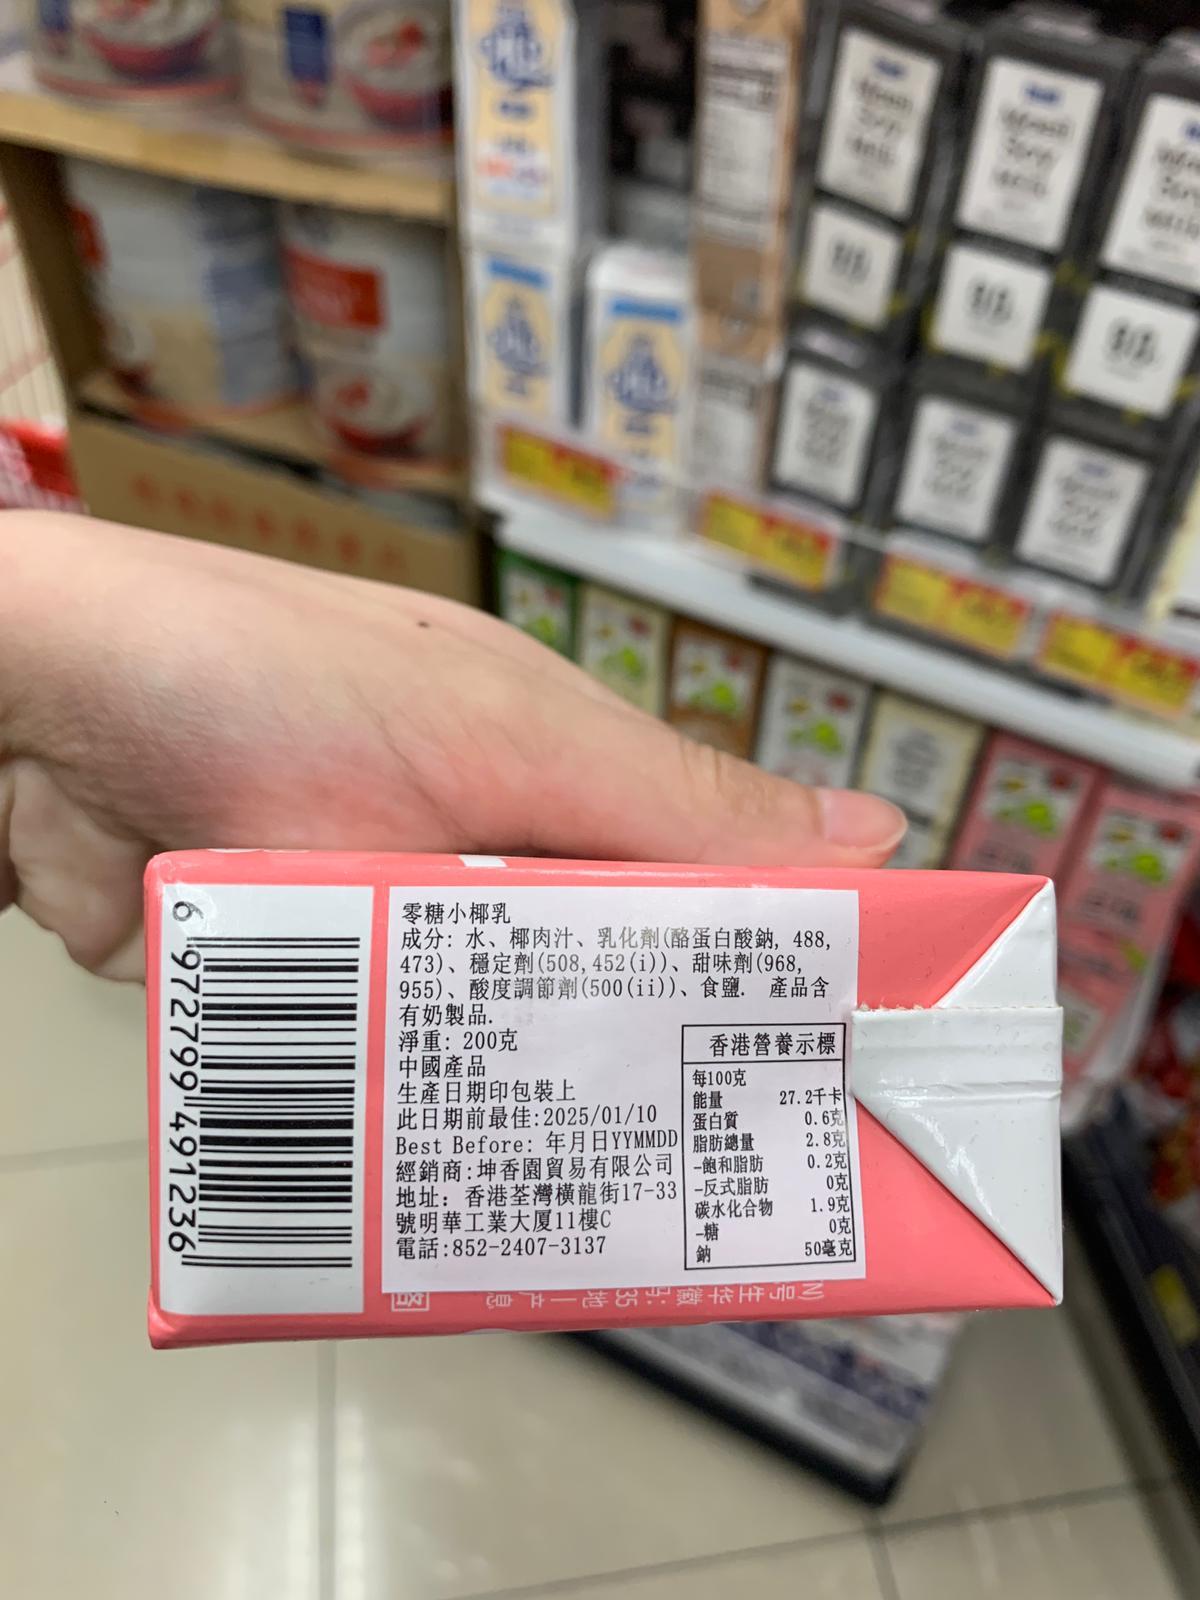 零糖小椰乳
成分: 水、椰肉汁、乳化劑(酪蛋白酸鈉, 488,
473)、穩定劑(508, 452(i))、甜味劑(968,
955)、酸度調節劑(500(ii))、食鹽. 產品含
有奶製品.
淨重: 200克
中國產品
生產日期印包裝上
此日期前最佳:2025/01/10
Best Before: 年月日YYMMDD
經銷商:坤香園貿易有限公司
地址: 香港荃灣橫龍街17-33
號明華工業大厦11樓C
電話:852-2407-3137
香港營養示標
每100克
能量 27.2千卡
蛋白質 0.6克
脂肪總量 2.8克
-飽和脂肪 0.2克
-反式脂肪 0克
碳水化合物 1.9克
-糖 0克
鈉 50毫克
6 972799 491236